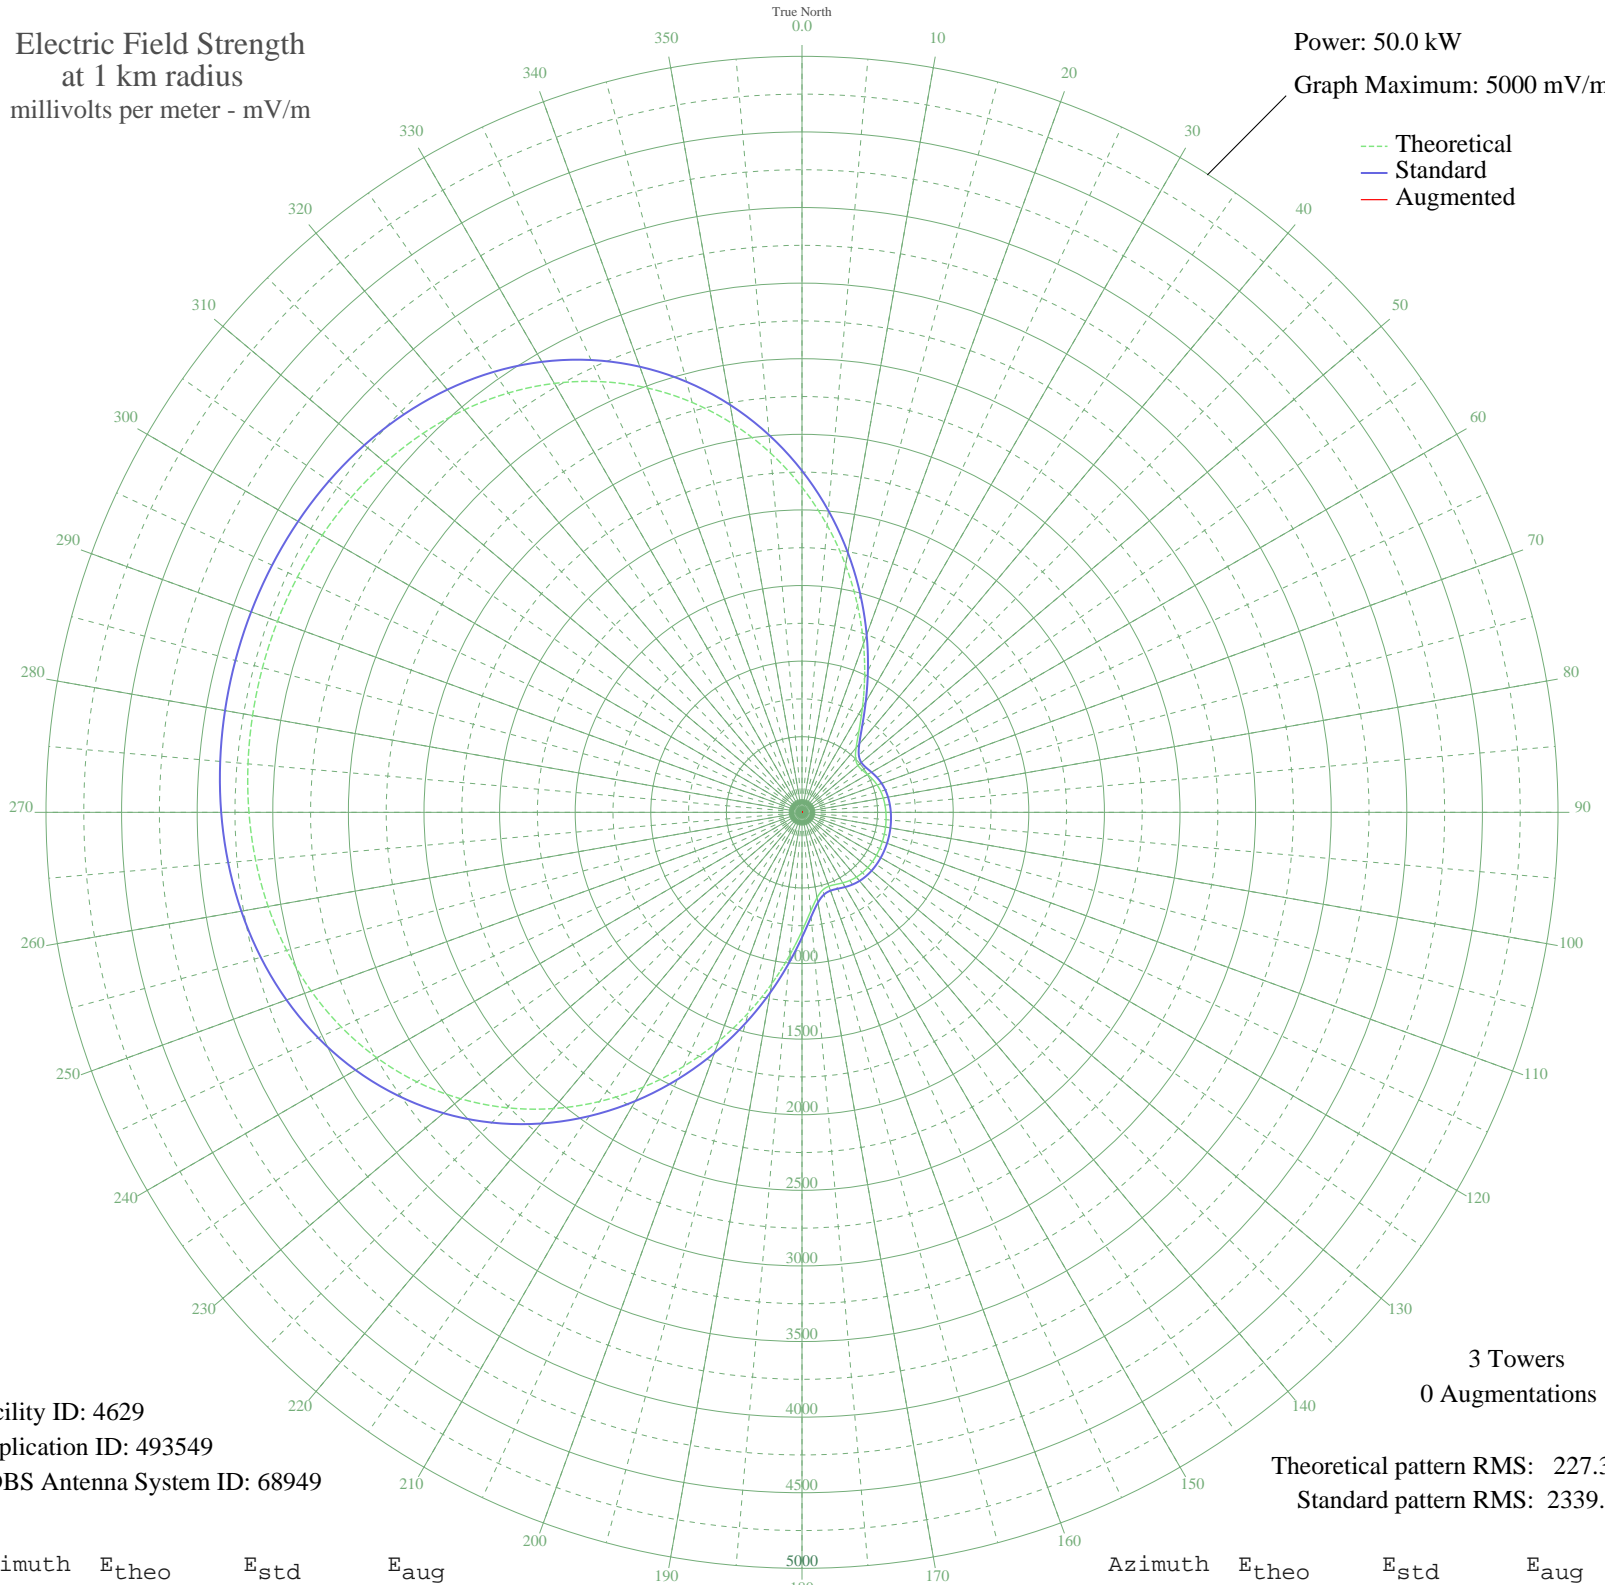 True North
0.0
10
20
30
40
50
60
70
80
90
100
110
120
130
140
150
160
170
190
200
210
220
230
240
250
260
270
280
290
300
310
320
330
340
350
Electric Field Strength
at 1 km radius
millivolts per meter - mV/m
Power: 50.0 kW
Graph Maximum: 5000 mV/m
Theoretical
Standard
Augmented
1000
1500
2000
2500
3000
3500
4000
4500
5000
3 Towers
0 Augmentations
cility ID: 4629
plication ID: 493549
DBS Antenna System ID: 68949
Theoretical pattern RMS: 227.3
Standard pattern RMS: 2339.
imuth Etheo Estd Eaug
Azimuth Etheo Estd Eaug